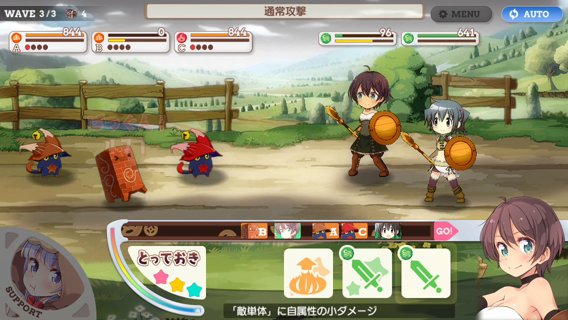 WAVE 3/3 4
通常攻撃
MENU
AUTO
844
A
0
B
844
C
96
641
B A C GO!
とっておき
SUPPORT
「敵単体」に自属性の小ダメージ